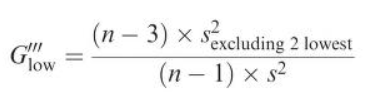 G'''low = (n − 3) × s²excluding 2 lowest / (n − 1) × s²